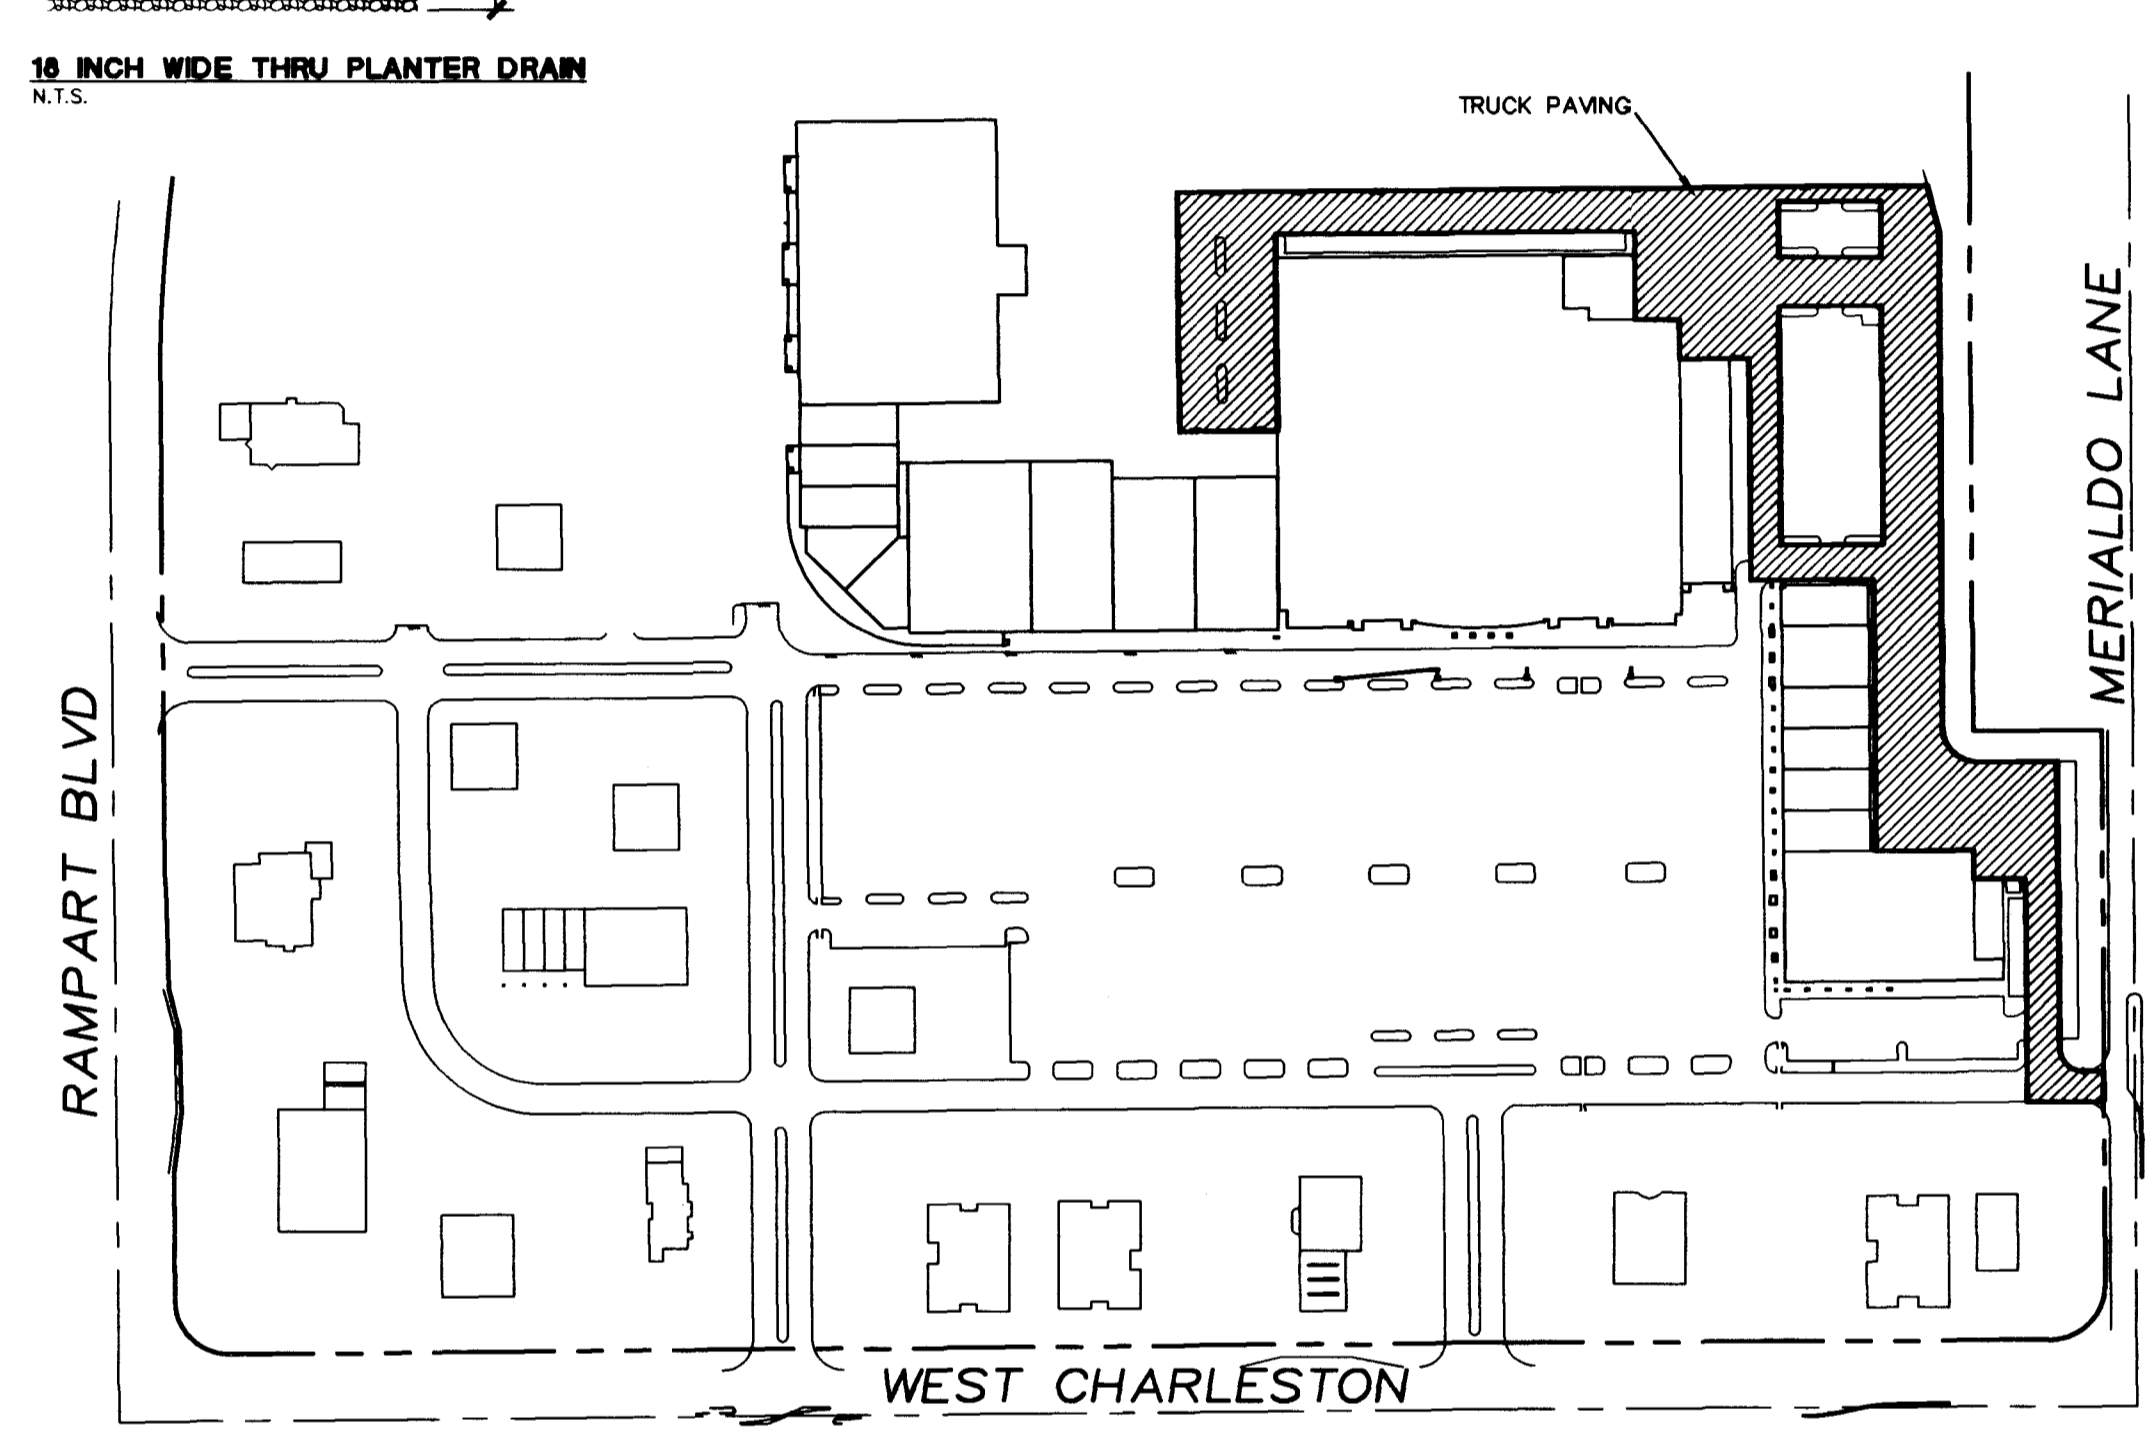 18 INCH WIDE THRU PLANTER DRAIN
N.T.S.
TRUCK PAVING
MERIALDO LANE
RAMPART BLVD
WEST CHARLESTON